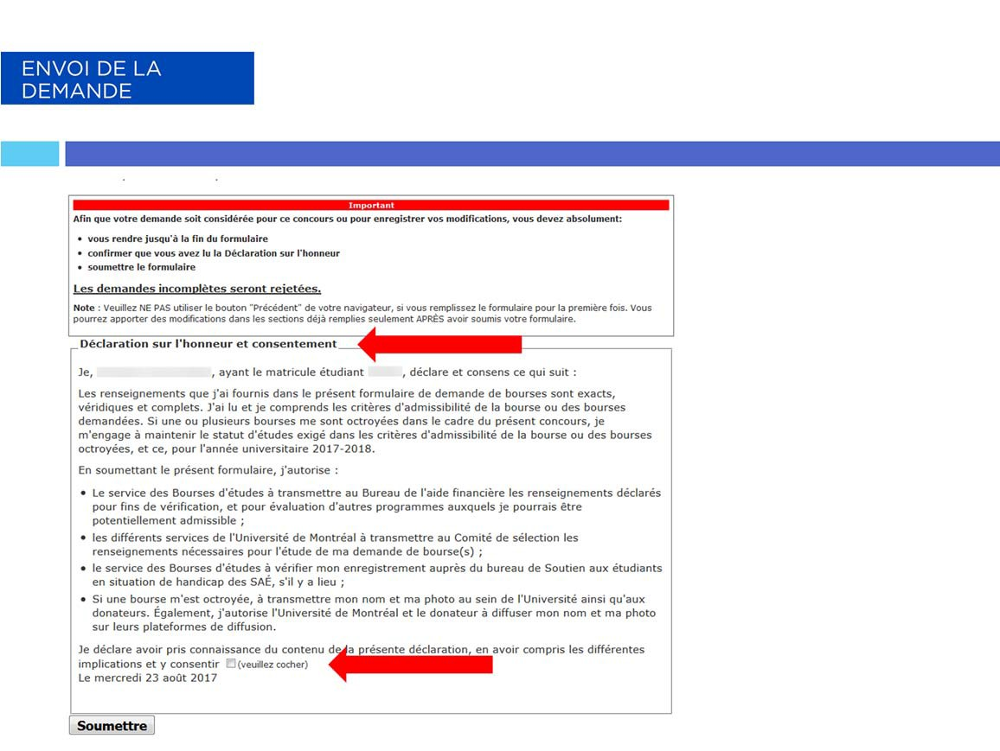 ENVOI DE LA
DEMANDE
Important
Afin que votre demande soit considérée pour ce concours ou pour enregistrer vos modifications, vous devez absolument:
• vous rendre jusqu'à la fin du formulaire
• confirmer que vous avez lu la Déclaration sur l'honneur
• soumettre le formulaire
Les demandes incomplètes seront rejetées.
Note : Veuillez NE PAS utiliser le bouton "Précédent" de votre navigateur, si vous remplissez le formulaire pour la première fois. Vous
pourrez apporter des modifications dans les sections déjà remplies seulement APRÈS avoir soumis votre formulaire.
Déclaration sur l'honneur et consentement
Je, , ayant le matricule étudiant , déclare et consens ce qui suit :
Les renseignements que j'ai fournis dans le présent formulaire de demande de bourses sont exacts,
véridiques et complets. J'ai lu et je comprends les critères d'admissibilité de la bourse ou des bourses
demandées. Si une ou plusieurs bourses me sont octroyées dans le cadre du présent concours, je
m'engage à maintenir le statut d'études exigé dans les critères d'admissibilité de la bourse ou des bourses
octroyées, et ce, pour l'année universitaire 2017-2018.
En soumettant le présent formulaire, j'autorise :
• Le service des Bourses d'études à transmettre au Bureau de l'aide financière les renseignements déclarés
pour fins de vérification, et pour évaluation d'autres programmes auxquels je pourrais être
potentiellement admissible ;
• les différents services de l'Université de Montréal à transmettre au Comité de sélection les
renseignements nécessaires pour l'étude de ma demande de bourse(s) ;
• le service des Bourses d'études à vérifier mon enregistrement auprès du bureau de Soutien aux étudiants
en situation de handicap des SAÉ, s'il y a lieu ;
• Si une bourse m'est octroyée, à transmettre mon nom et ma photo au sein de l'Université ainsi qu'aux
donateurs. Également, j'autorise l'Université de Montréal et le donateur à diffuser mon nom et ma photo
sur leurs plateformes de diffusion.
Je déclare avoir pris connaissance du contenu de la présente déclaration, en avoir compris les différentes
implications et y consentir (veuillez cocher)
Le mercredi 23 août 2017
Soumettre